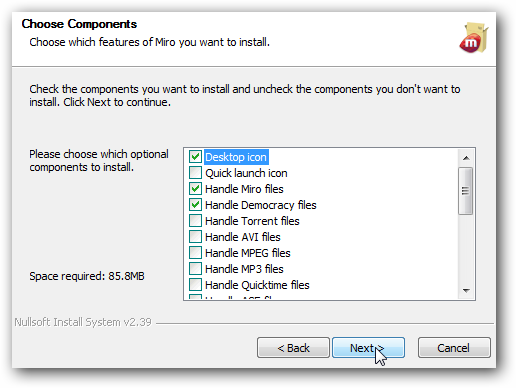 Choose Components
Choose which features of Miro you want to install.
m
Check the components you want to install and uncheck the components you don't want to
install. Click Next to continue.
Please choose which optional
components to install.
Desktop icon
Quick launch icon
Handle Miro files
Handle Democracy files
Handle Torrent files
Handle AVI files
Handle MPEG files
Handle MP3 files
Handle Quicktime files
Handle ASF files
Space required: 85.8MB
Nullsoft Install System v2.39
< Back
Next >
Cancel